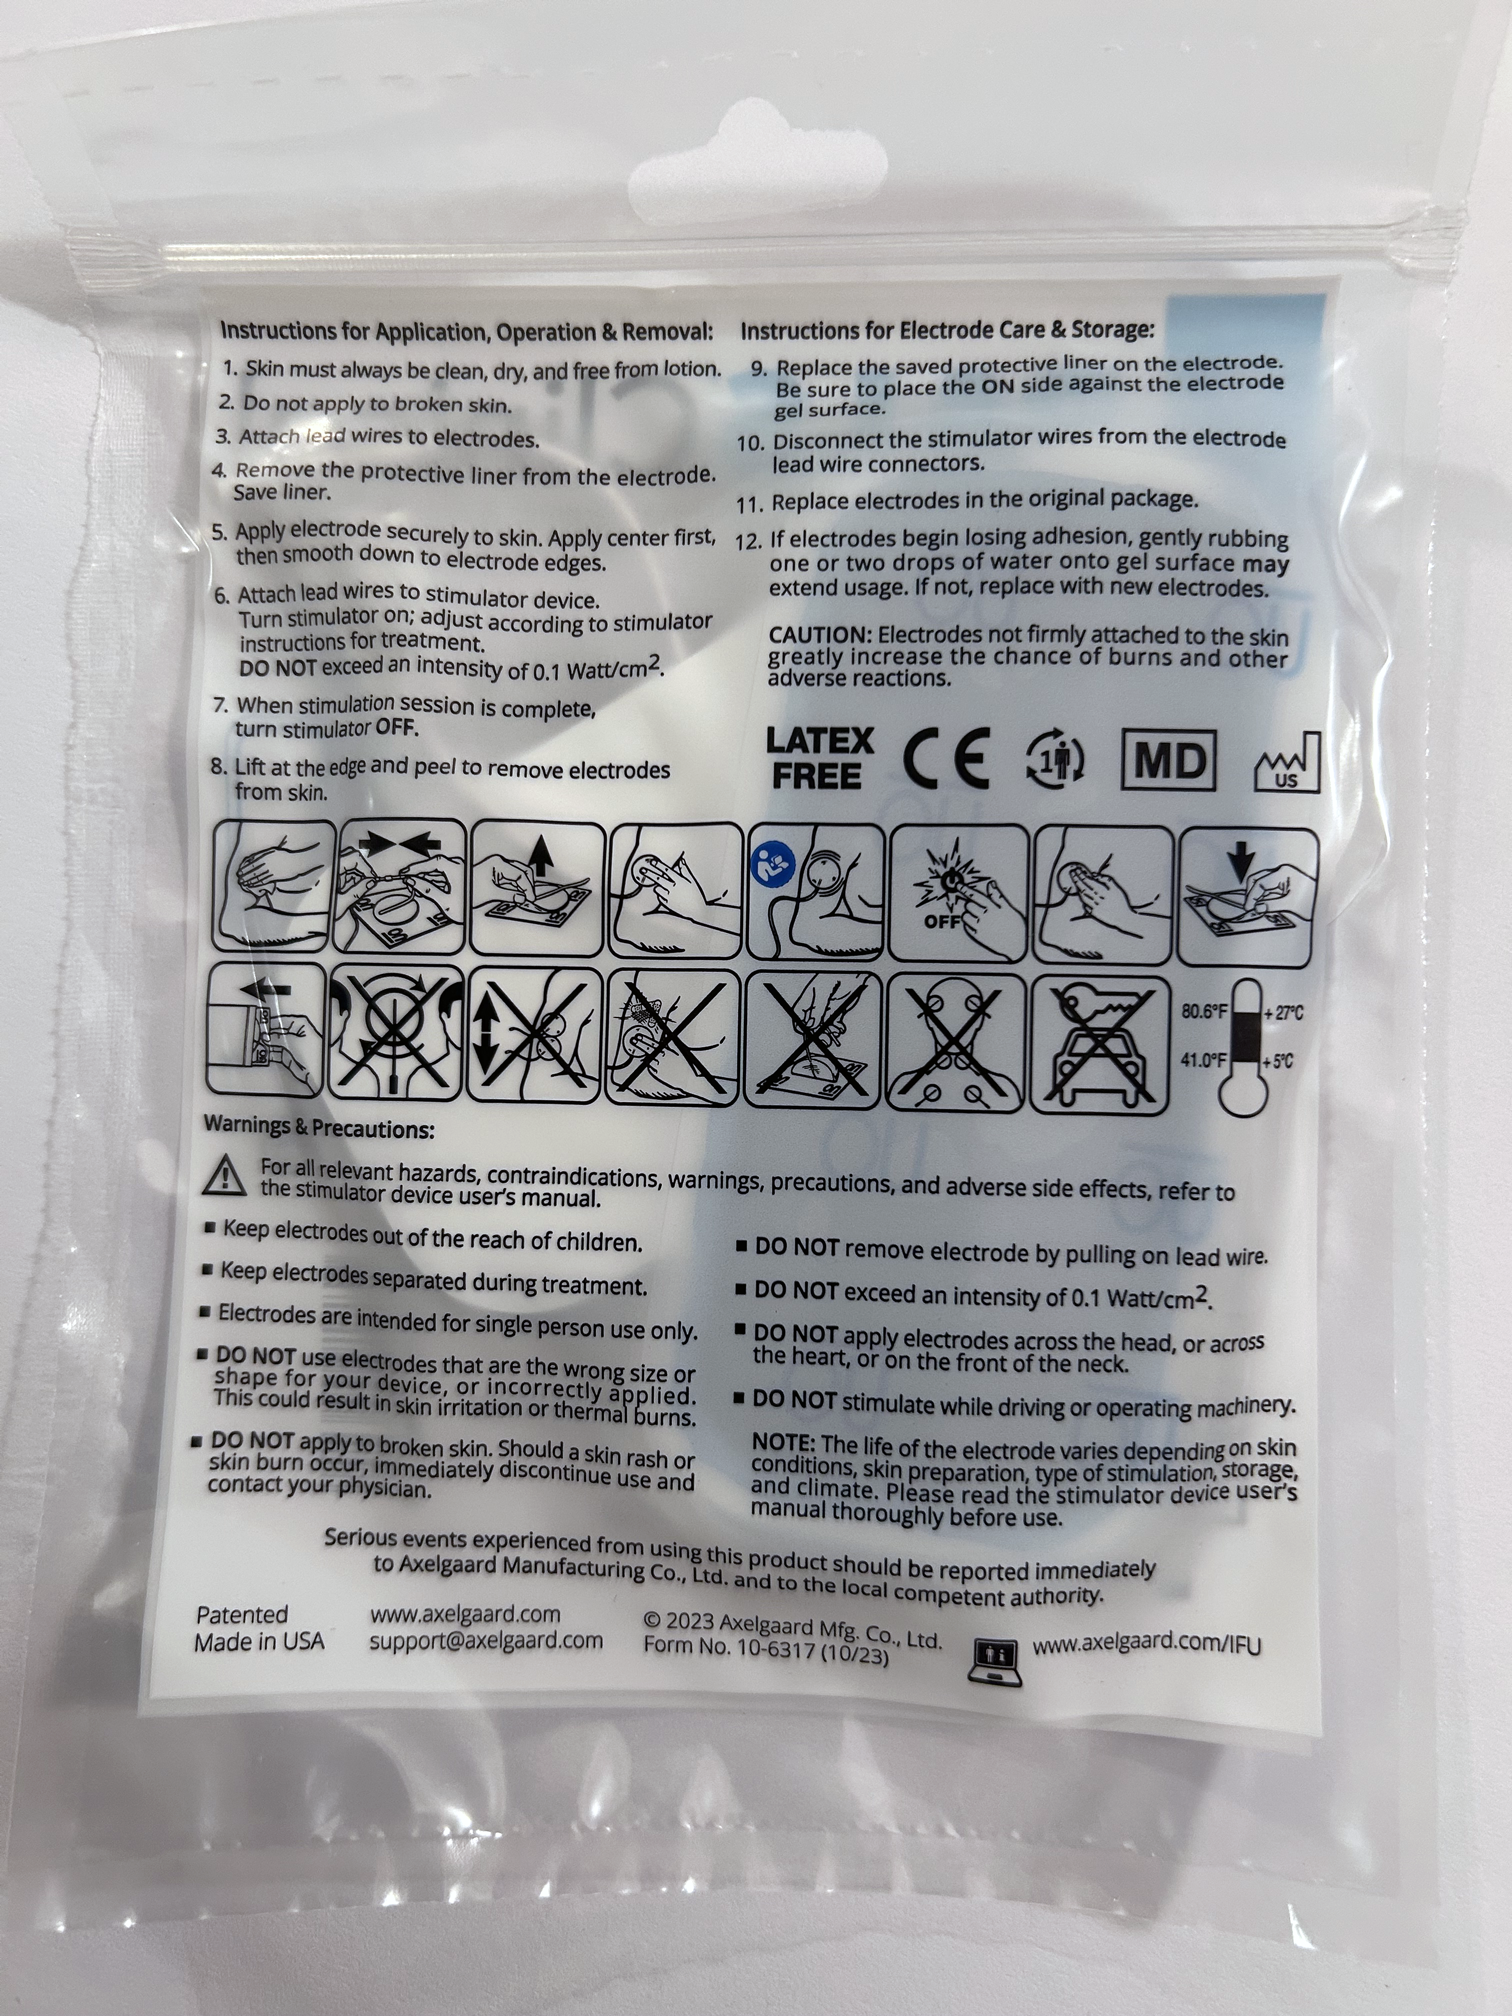 Instructions for Application, Operation & Removal:
1. Skin must always be clean, dry, and free from lotion.
2. Do not apply to broken skin.
3. Attach lead wires to electrodes.
4. Remove the protective liner from the electrode.
Save liner.
5. Apply electrode securely to skin. Apply center first,
then smooth down to electrode edges.
6. Attach lead wires to stimulator device.
Turn stimulator on; adjust according to stimulator
instructions for treatment.
DO NOT exceed an intensity of 0.1 Watt/cm².
7. When stimulation session is complete,
turn stimulator OFF.
8. Lift at the edge and peel to remove electrodes
from skin.
Instructions for Electrode Care & Storage:
9. Replace the saved protective liner on the electrode.
Be sure to place the ON side against the electrode
gel surface.
10. Disconnect the stimulator wires from the electrode
lead wire connectors.
11. Replace electrodes in the original package.
12. If electrodes begin losing adhesion, gently rubbing
one or two drops of water onto gel surface may
extend usage. If not, replace with new electrodes.
CAUTION: Electrodes not firmly attached to the skin
greatly increase the chance of burns and other
adverse reactions.
LATEX
FREE
CE
1
MD
US
OFF
80.6°F
+ 27°C
41.0°F
+ 5°C
Warnings & Precautions:
For all relevant hazards, contraindications, warnings, precautions, and adverse side effects, refer to
the stimulator device user's manual.
▪ Keep electrodes out of the reach of children.
▪ Keep electrodes separated during treatment.
▪ Electrodes are intended for single person use only.
▪ DO NOT use electrodes that are the wrong size or
shape for your device, or incorrectly applied.
This could result in skin irritation or thermal burns.
▪ DO NOT apply to broken skin. Should a skin rash or
skin burn occur, immediately discontinue use and
contact your physician.
▪ DO NOT remove electrode by pulling on lead wire.
▪ DO NOT exceed an intensity of 0.1 Watt/cm².
▪ DO NOT apply electrodes across the head, or across
the heart, or on the front of the neck.
▪ DO NOT stimulate while driving or operating machinery.
NOTE: The life of the electrode varies depending on skin
conditions, skin preparation, type of stimulation, storage,
and climate. Please read the stimulator device user's
manual thoroughly before use.
Serious events experienced from using this product should be reported immediately
to Axelgaard Manufacturing Co., Ltd. and to the local competent authority.
Patented
Made in USA
www.axelgaard.com
support@axelgaard.com
© 2023 Axelgaard Mfg. Co., Ltd.
Form No. 10-6317 (10/23)
www.axelgaard.com/IFU